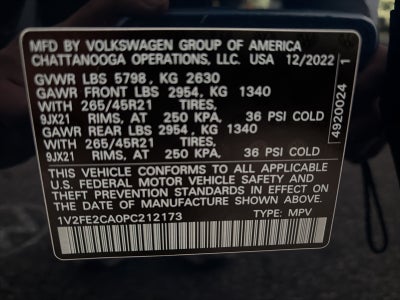 MFD BY VOLKSWAGEN GROUP OF AMERICA
CHATTANOOGA OPERATIONS, LLC. USA 12/2022
GVWR LBS 5798, KG 2630
GAWR FRONT LBS 2954, KG 1340
WITH 265/45R21 TIRES,
9JX21 RIMS, AT 250 KPA, 36 PSI COLD
GAWR REAR LBS 2954, KG 1340
WITH 265/45R21 TIRES,
9JX21 RIMS, AT 250 KPA, 36 PSI COLD
THIS VEHICLE CONFORMS TO ALL APPLICABLE
U.S. FEDERAL MOTOR VEHICLE SAFETY AND
THEFT PREVENTION STANDARDS IN EFFECT ON
THE DATE OF MANUFACTURE SHOWN ABOVE.
1V2FE2CA0PC212173 TYPE: MPV
4920024 1